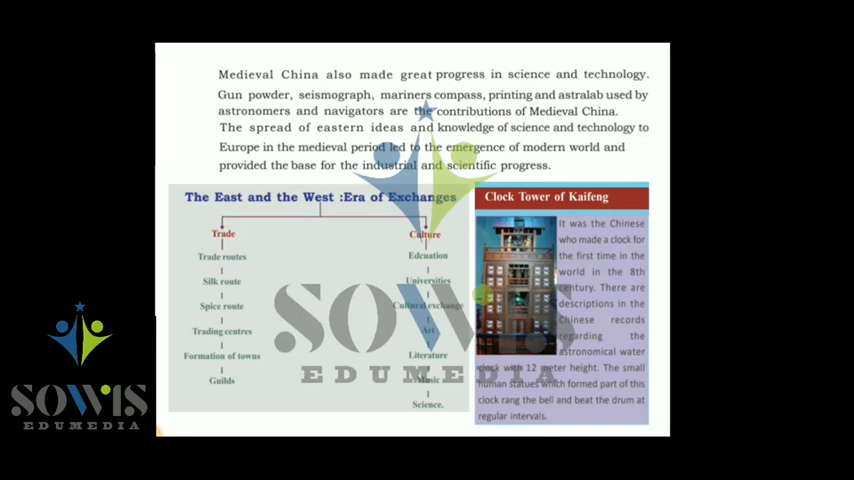 Medieval China also made great progress in science and technology.
Gun powder, seismograph, mariners compass, printing and astralab used by
astronomers and navigators are the contributions of Medieval China.
The spread of eastern ideas and knowledge of science and technology to
Europe in the medieval period led to the emergence of modern world and
provided the base for the industrial and scientific progress.
The East and the West :Era of Exchanges
Trade
Trade routes
Silk route
Spice route
Trading centres
Formation of towns
Guilds
Culture
Edcuation
Universities
Cultural exchange
Art
Literature
Music
Science.
Clock Tower of Kaifeng
It was the Chinese
who made a clock for
the first time in the
world in the 8th
century. There are
descriptions in the
Chinese records
regarding the
astronomical water
clock with 12 meter height. The small
human statues which formed part of this
clock rang the bell and beat the drum at
regular intervals.
SOWIS
EDUMEDIA
SOWIS
EDUMEDIA